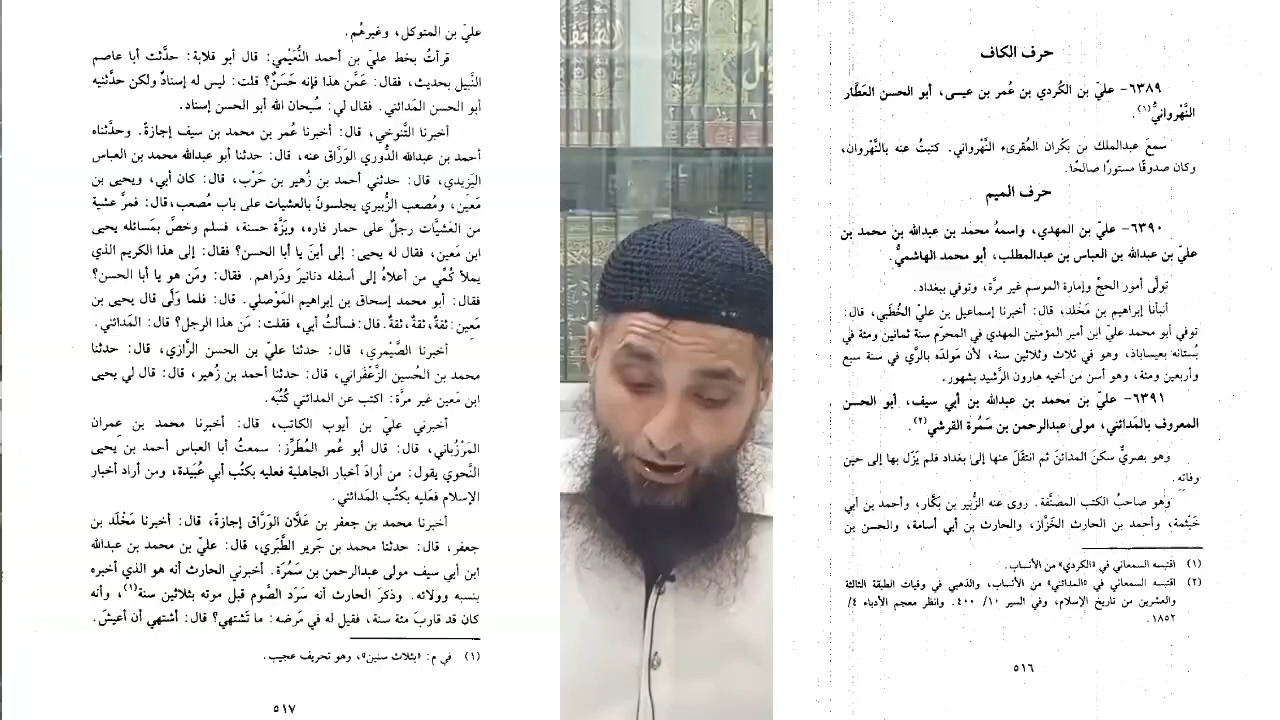 حرف الكاف
٦٣٨٩- عليّ بن الكُردي بن عُمر بن عيسى، أبو الحسن العَطَّار
النَّهْروانيُّ(١).
سَمِعَ عبدالملك بن بَكْران المُقرىء النَّهْرواني. كتبتُ عنه بالنَّهْروان،
وكان صدوقًا مستورًا صالحًا.
حرف الميم
٦٣٩٠- عليّ بن المهدي، واسمهُ محمد بن عبدالله بن محمد بن
عليّ بن عبدالله بن العباس بن عبدالمطلب، أبو محمد الهاشميُّ.
تَولَّى أمور الحجّ وإمارة الموسم غير مرَّة، وتوفي ببغداد.
أنبأنا إبراهيم بن مَخْلَد، قال: أخبرنا إسماعيل بن عليّ الخُطَبي، قال:
توفي أبو محمد عليّ ابن أمير المؤمنين المهدي في المحرّم سنة ثمانين ومئة في
بُستانه بعيساباذ، وهو في ثلاث وثلاثين سنة، لأن مَولدَه بالرَّي في سنة سبع
وأربعين ومئة، وهو أسن من أخيه هارون الرَّشيد بشهور.
٦٣٩١- عليّ بن محمد بن عبدالله بن أبي سيف، أبو الحسن
المعروف بالمَدائني، مولى عبدالرحمن بن سَمُرة القرشي(٢).
وهو بصريٌّ سكنَ المدائنَ ثم انتقلَ عنها إلى بغداد فلم يَزَل بها إلى حين
وفاته.
وهو صاحبُ الكتب المصنَّفة. روى عنه الزُّبير بن بَكَّار، وأحمد بن أبي
خَيْثمة، وأحمد بن الحارث الخَزَّاز، والحارث بن أبي أسامة، والحسن بن
(١) اقتبسه السمعاني في «الكردي» من الأنساب.
(٢) اقتبسه السمعاني في «المدائني» من الأنساب، والذهبي في وفيات الطبقة الثالثة
والعشرين من تاريخ الإسلام، وفي السير ١٠/ ٤٠٠. وانظر معجم الأدباء ٤/
١٨٥٢.
٥١٦
عليّ بن المتوكل، وغيرهُم.
قرأتُ بخط عليّ بن أحمد النُّعَيْمي: قال أبو قلابة: حدَّثت أبا عاصم
النَّبيل بحديث، فقال: عَمَّن هذا فإنه حَسَنٌ؟ قلت: ليس له إسنادٌ ولكن حدَّثنيه
أبو الحسن المَدائني. فقال لي: سُبحان الله أبو الحسن إسناد.
أخبرنا التَّنوخي، قال: أخبرنا عُمر بن محمد بن سيف إجازةً. وحدَّثناه
أحمد بن عبدالله الدُّوري الوَرَّاق عنه، قال: حدثنا أبو عبدالله محمد بن العباس
اليَزيدي، قال: حدثني أحمد بن زُهير بن حَرْب، قال: كان أبي، ويحيى بن
مَعين، ومُصعب الزُّبيري يجلسونَ بالعشيات على باب مُصعب، قال: فمرَّ عشية
من العَشيَّات رجلٌ على حمار فاره، وبَزَّة حسنة، فسلم وخصَّ بمَسائله يحيى
ابن مَعين، فقال له يحيى: إلى أينَ يا أبا الحسن؟ فقال: إلى هذا الكريم الذي
يملأ كُمِّي من أعلاهُ إلى أسفله دنانيرَ ودَراهم. فقال: ومَن هو يا أبا الحسن؟
فقال: أبو محمد إسحاق بن إبراهيم المَوْصلي. قال: فلما وَلَّى قال يحيى بن
مَعين: ثقةٌ، ثقةٌ، ثقةٌ. قال: فسألتُ أبي، فقلت: مَن هذا الرجل؟ قال: المَدائني.
أخبرنا الصَّيْمري، قال: حدثنا عليّ بن الحسن الرَّازي، قال: حدثنا
محمد بن الحُسين الزَّعْفَراني، قال: حدثنا أحمد بن زُهير، قال: قال لي يحيى
ابن مَعين غير مرَّة: اكتب عن المدائني كُتُبَه.
أخبرني عليّ بن أيوب الكاتب، قال: أخبرنا محمد بن عِمران
المَرْزُباني، قال: قال أبو عُمر المُطَرِّز: سمعتُ أبا العباس أحمد بن يحيى
النَّحوي يقول: من أرادَ أخبار الجاهلية فعليه بكتُب أبي عُبَيدة، ومن أراد أخبار
الإسلام فعَليه بكتُب المَدائني.
أخبرنا محمد بن جعفر بن عَلَّان الوَرَّاق إجازةً، قال: أخبرنا مَخْلَد بن
جعفر، قال: حدثنا محمد بن جَرير الطَّبَري، قال: عليّ بن محمد بن عبدالله
ابن أبي سيف مولى عبدالرحمن بن سَمُرَة. أخبرني الحارث أنه هو الذي أخبره
بنسبه وولائه. وذكرَ الحارث أنه سَرَد الصَّوم قبل موته بثلاثين سنة(١)، وأنه
كان قد قاربَ مئة سنة، فقيل له في مَرضه: ما تَشتهي؟ قال: أشتهي أن أعيشَ.
(١) في م: «بثلاث سنين»، وهو تحريف عجيب.
٥١٧